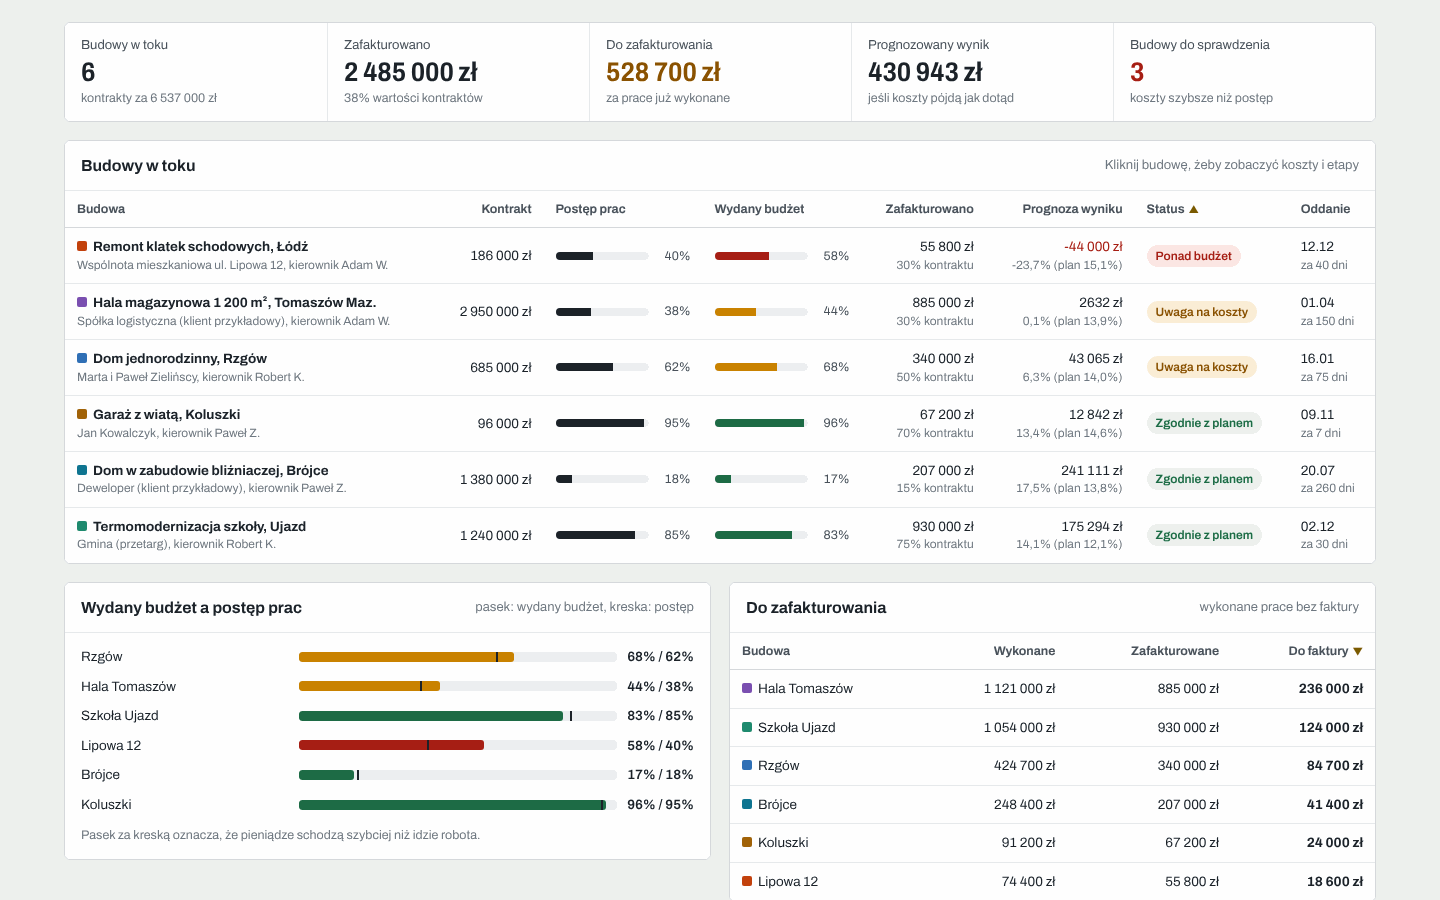 Budowy w toku
6
kontrakty za 6 537 000 zł
Zafakturowano
2 485 000 zł
38% wartości kontraktów
Do zafakturowania
528 700 zł
za prace już wykonane
Prognozowany wynik
430 943 zł
jeśli koszty pójdą jak dotąd
Budowy do sprawdzenia
3
koszty szybsze niż postęp
Budowy w toku
Kliknij budowę, żeby zobaczyć koszty i etapy
Budowa Kontrakt Postęp prac Wydany budżet Zafakturowano Prognoza wyniku Status ▲ Oddanie
Remont klatek schodowych, Łódź 186 000 zł 40% 58% 55 800 zł -44 000 zł Ponad budżet 12.12
Wspólnota mieszkaniowa ul. Lipowa 12, kierownik Adam W. 30% kontraktu -23,7% (plan 15,1%) za 40 dni
Hala magazynowa 1 200 m², Tomaszów Maz. 2 950 000 zł 38% 44% 885 000 zł 2632 zł Uwaga na koszty 01.04
Spółka logistyczna (klient przykładowy), kierownik Adam W. 30% kontraktu 0,1% (plan 13,9%) za 150 dni
Dom jednorodzinny, Rzgów 685 000 zł 62% 68% 340 000 zł 43 065 zł Uwaga na koszty 16.01
Marta i Paweł Zielińscy, kierownik Robert K. 50% kontraktu 6,3% (plan 14,0%) za 75 dni
Garaż z wiatą, Koluszki 96 000 zł 95% 96% 67 200 zł 12 842 zł Zgodnie z planem 09.11
Jan Kowalczyk, kierownik Paweł Z. 70% kontraktu 13,4% (plan 14,6%) za 7 dni
Dom w zabudowie bliźniaczej, Brójce 1 380 000 zł 18% 17% 207 000 zł 241 111 zł Zgodnie z planem 20.07
Deweloper (klient przykładowy), kierownik Paweł Z. 15% kontraktu 17,5% (plan 13,8%) za 260 dni
Termomodernizacja szkoły, Ujazd 1 240 000 zł 85% 83% 930 000 zł 175 294 zł Zgodnie z planem 02.12
Gmina (przetarg), kierownik Robert K. 75% kontraktu 14,1% (plan 12,1%) za 30 dni
Wydany budżet a postęp prac
pasek: wydany budżet, kreska: postęp
Rzgów 68% / 62%
Hala Tomaszów 44% / 38%
Szkoła Ujazd 83% / 85%
Lipowa 12 58% / 40%
Brójce 17% / 18%
Koluszki 96% / 95%
Pasek za kreską oznacza, że pieniądze schodzą szybciej niż idzie robota.
Do zafakturowania
wykonane prace bez faktury
Budowa Wykonane Zafakturowane Do faktury ▼
Hala Tomaszów 1 121 000 zł 885 000 zł 236 000 zł
Szkoła Ujazd 1 054 000 zł 930 000 zł 124 000 zł
Rzgów 424 700 zł 340 000 zł 84 700 zł
Brójce 248 400 zł 207 000 zł 41 400 zł
Koluszki 91 200 zł 67 200 zł 24 000 zł
Lipowa 12 74 400 zł 55 800 zł 18 600 zł